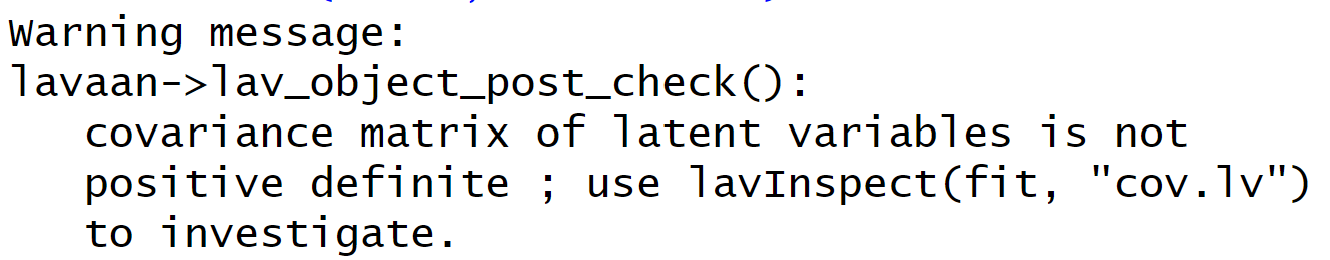 Warning message:
lavaan->lav_object_post_check():
   covariance matrix of latent variables is not
   positive definite ; use lavInspect(fit, "cov.lv")
   to investigate.